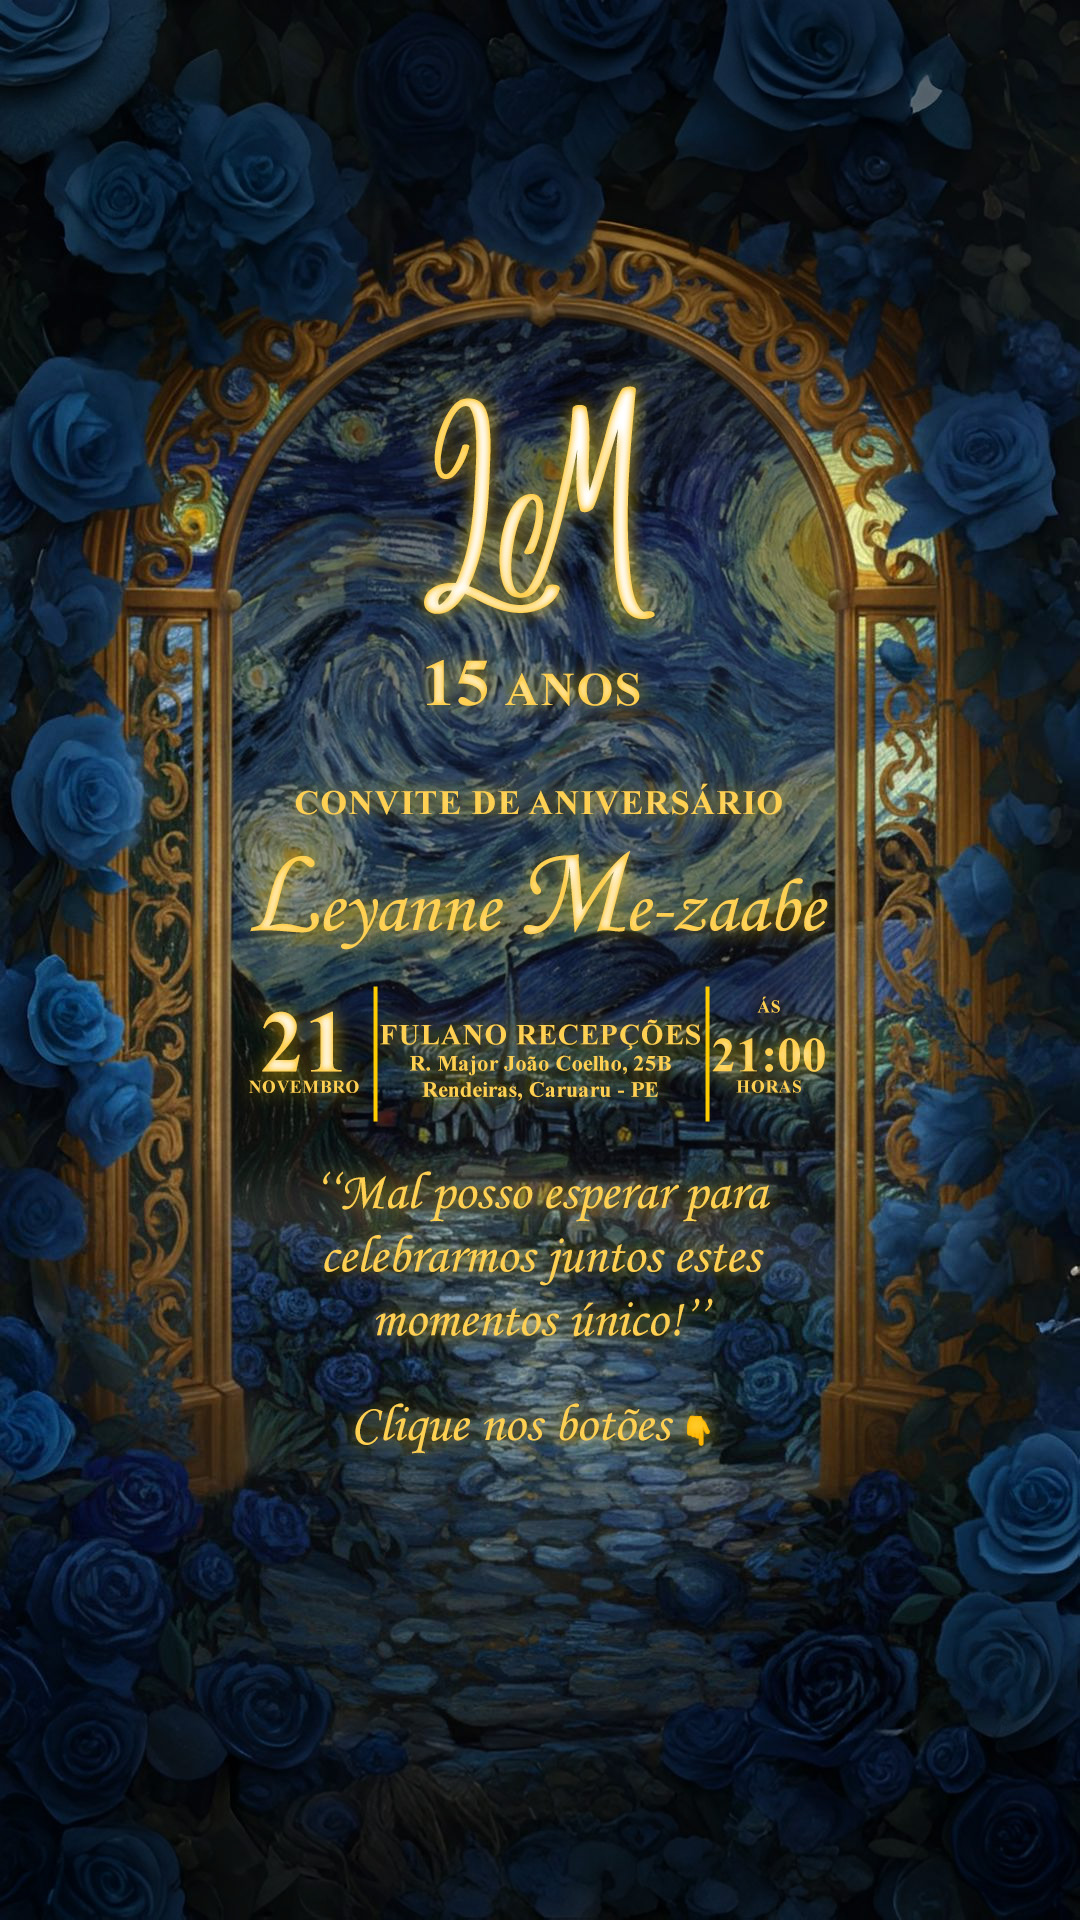 LeM
15 ANOS
CONVITE DE ANIVERSÁRIO
Leyanne Me-zaabe
21
NOVEMBRO
FULANO RECEPÇÕES
R. Major João Coelho, 25B
Rendeiras, Caruaru - PE
ÁS
21:00
HORAS
“Mal posso esperar para
celebrarmos juntos estes
momentos único!”
Clique nos botões 👇